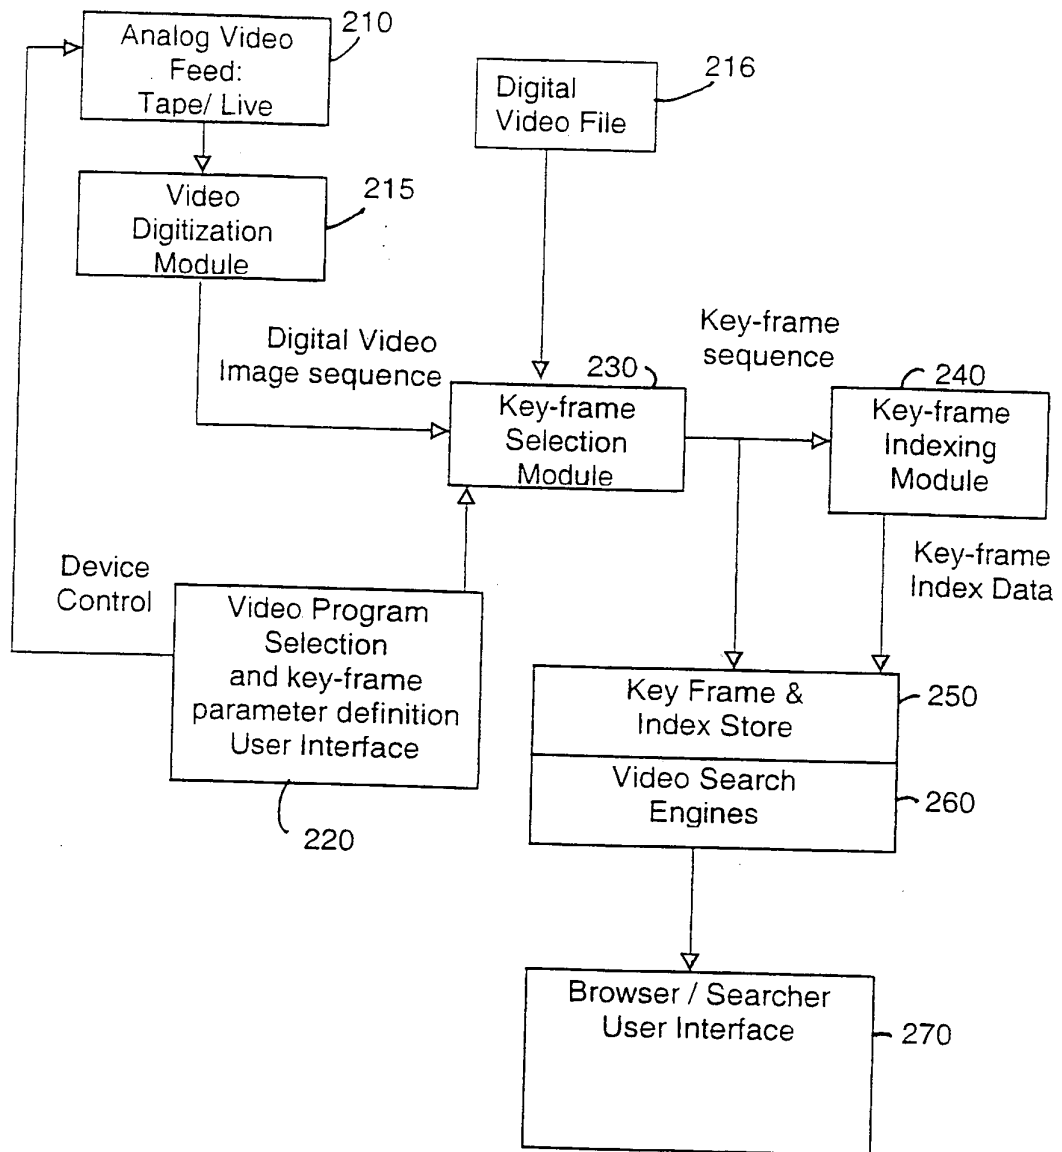 Analog Video
Feed:
Tape/ Live
210
Digital
Video File
216
Video
Digitization
Module
215
Digital Video
Image sequence
Key-frame
sequence
230
Key-frame
Selection
Module
240
Key-frame
Indexing
Module
Device
Control
Key-frame
Index Data
Video Program
Selection
and key-frame
parameter definition
User Interface
220
Key Frame &
Index Store
250
Video Search
Engines
260
Browser / Searcher
User Interface
270